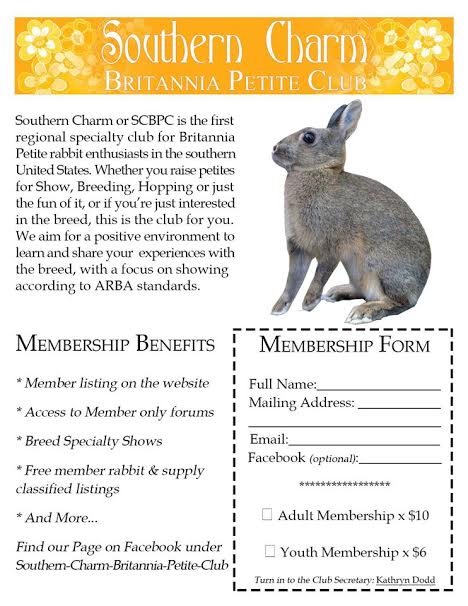 Southern Charm
Britannia Petite Club
Southern Charm or SCBPC is the first
regional specialty club for Britannia
Petite rabbit enthusiasts in the southern
United States. Whether you raise petites
for Show, Breeding, Hopping or just
the fun of it, or if you're just interested
in the breed, this is the club for you.
We aim for a positive environment to
learn and share your experiences with
the breed, with a focus on showing
according to ARBA standards.
Membership Benefits
* Member listing on the website
* Access to Member only forums
* Breed Specialty Shows
* Free member rabbit & supply
classified listings
* And More...
Find our Page on Facebook under
Southern-Charm-Britannia-Petite-Club
Membership Form
Full Name:
Mailing Address:
Email:
Facebook (optional):
*****************
Adult Membership x $10
Youth Membership x $6
Turn in to the Club Secretary: Kathryn Dodd